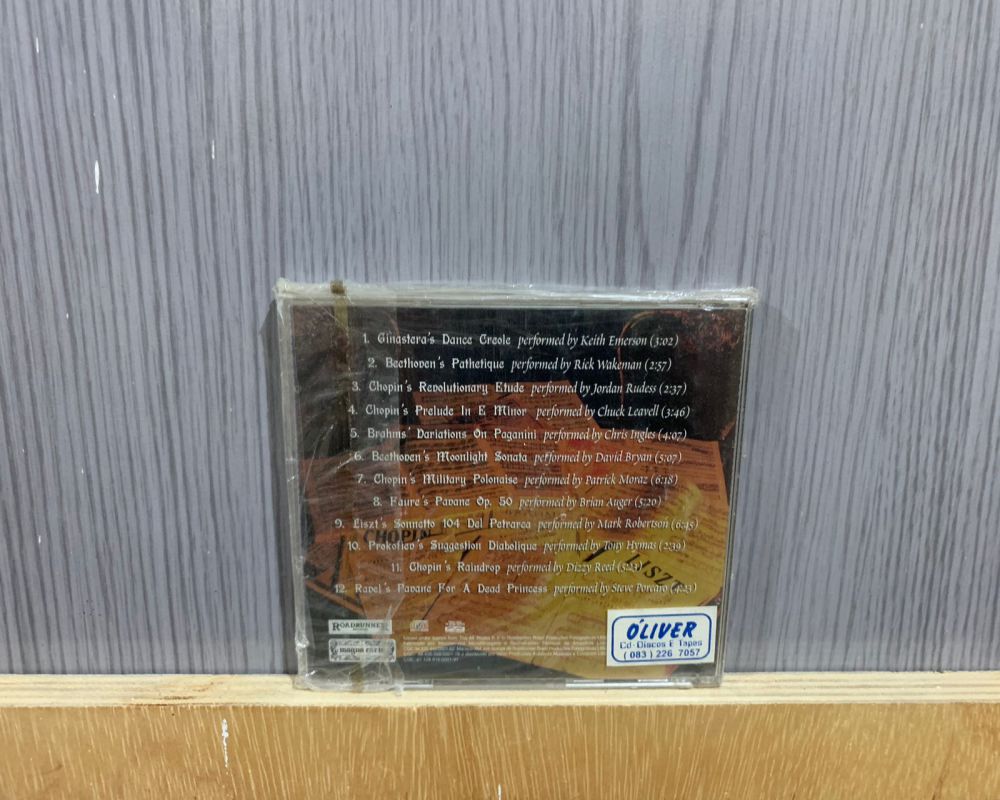 1. Ginastera's Dance Creole performed by Keith Emerson (3:02)
2. Beethoven's Pathetique performed by Rick Wakeman (2:57)
3. Chopin's Revolutionary Etude performed by Jordan Rudess (2:37)
4. Chopin's Prelude In E Minor performed by Chuck Leavell (3:46)
5. Brahms' Variations On Paganini performed by Chris Ingles (4:07)
6. Beethoven's Moonlight Sonata performed by David Bryan (5:07)
7. Chopin's Military Polonaise performed by Patrick Moraz (6:18)
8. Faure's Pavane Op. 50 performed by Brian Auger (5:20)
9. Liszt's Sonnetto 104 Del Petrarca performed by Mark Robertson (6:45)
CHOPIN
10. Prokofiev's Suggestion Diabolique performed by Tony Hymas (2:39)
11. Chopin's Raindrop performed by Dizzy Reed (5:23)
LISZT
12. Ravel's Pavane For A Dead Princess performed by Steve Porcaro (4:23)
ROADRUNNER
magna carta
ÓLIVER
Cd-Discos E Tapes
(083) 226 7057